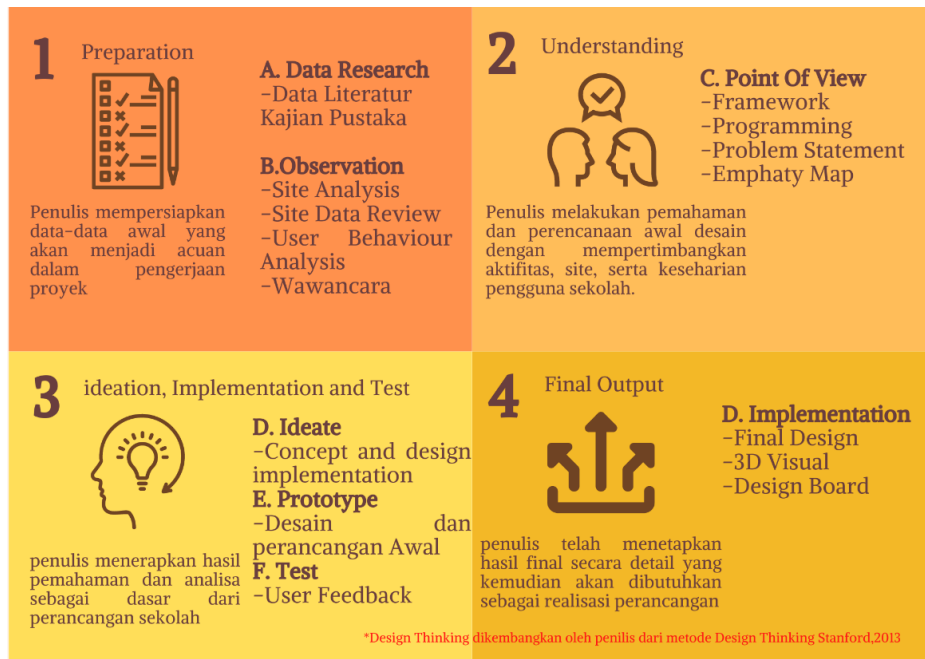 1
Preparation
A. Data Research
-Data Literatur
Kajian Pustaka
B.Observation
-Site Analysis
-Site Data Review
-User Behaviour
Analysis
-Wawancara
Penulis mempersiapkan
data-data awal yang
akan menjadi acuan
dalam pengerjaan
proyek
2
Understanding
C. Point Of View
-Framework
-Programming
-Problem Statement
-Emphaty Map
Penulis melakukan pemahaman
dan perencanaan awal desain
dengan mempertimbangkan
aktifitas, site, serta keseharian
pengguna sekolah.
3
ideation, Implementation and Test
D. Ideate
-Concept and design
implementation
E. Prototype
-Desain dan
perancangan Awal
F. Test
-User Feedback
penulis menerapkan hasil
pemahaman dan analisa
sebagai dasar dari
perancangan sekolah
4
Final Output
D. Implementation
-Final Design
-3D Visual
-Design Board
penulis telah menetapkan
hasil final secara detail yang
kemudian akan dibutuhkan
sebagai realisasi perancangan
*Design Thinking dikembangkan oleh penilis dari metode Design Thinking Stanford,2013